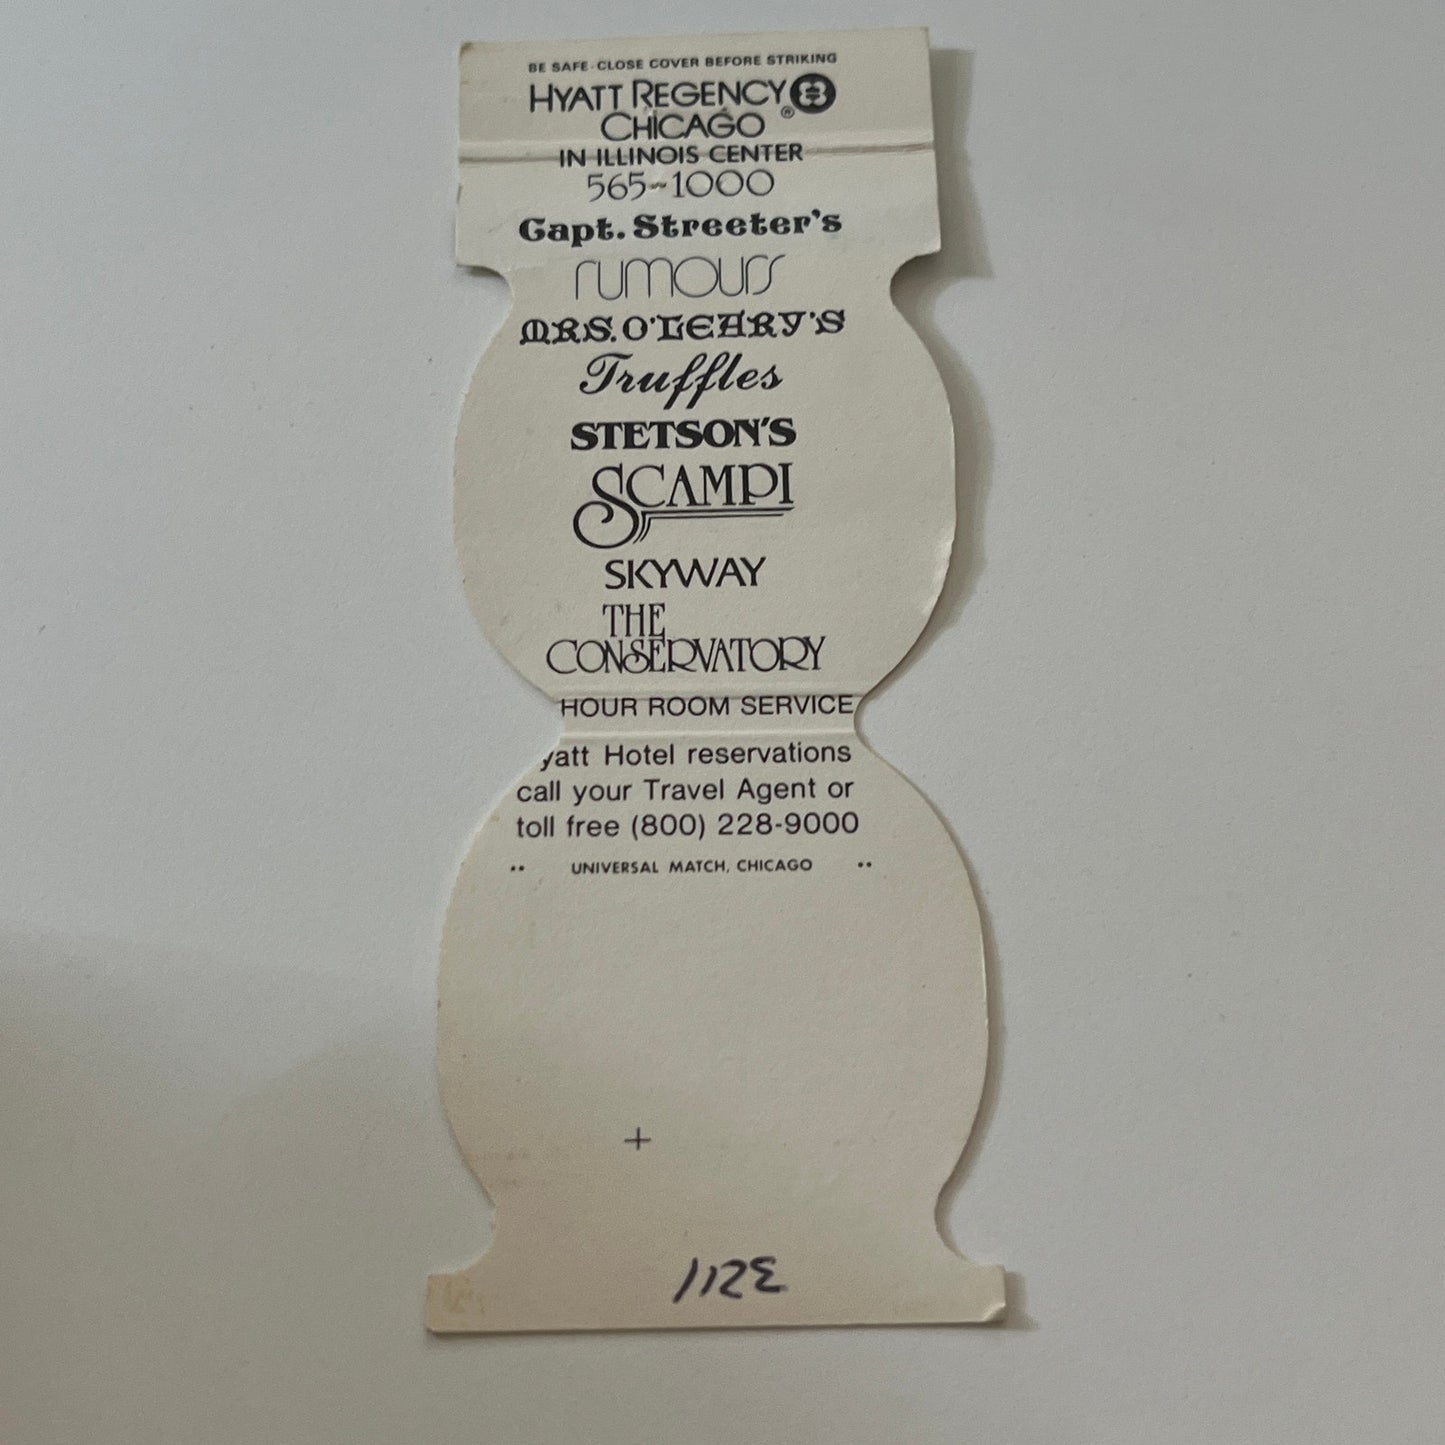 BE SAFE-CLOSE COVER BEFORE STRIKING
HYATT REGENCY ®
CHICAGO
IN ILLINOIS CENTER
565~1000
Capt. Streeter's
rumours
MRS. O'LEARY'S
Truffles
STETSON'S
SCAMPI
SKYWAY
THE
CONSERVATORY
HOUR ROOM SERVICE
yatt Hotel reservations
call your Travel Agent or
toll free (800) 228-9000
UNIVERSAL MATCH, CHICAGO